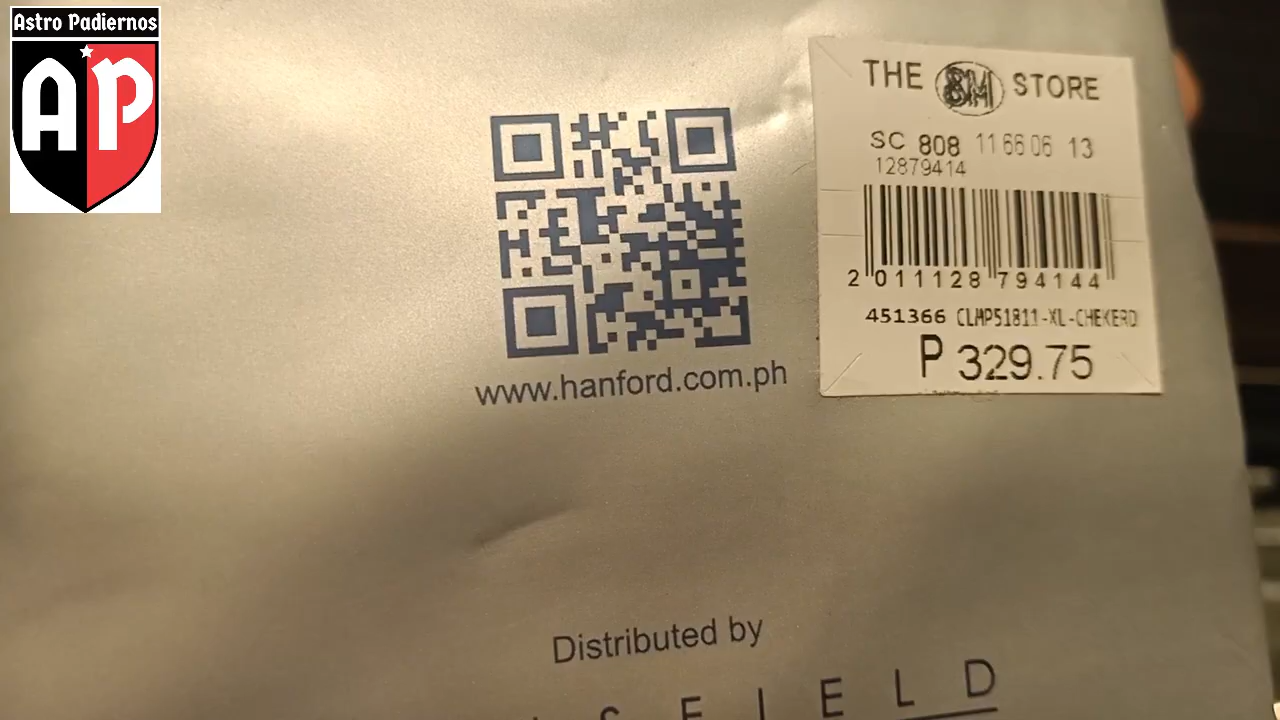 Astro Padiernos
AP
THE SM STORE
SC 808 11 66 06 13
12879414
2 011128 794144
451366 CLMP51811-XL-CHEKERD
P 329.75
www.hanford.com.ph
Distributed by